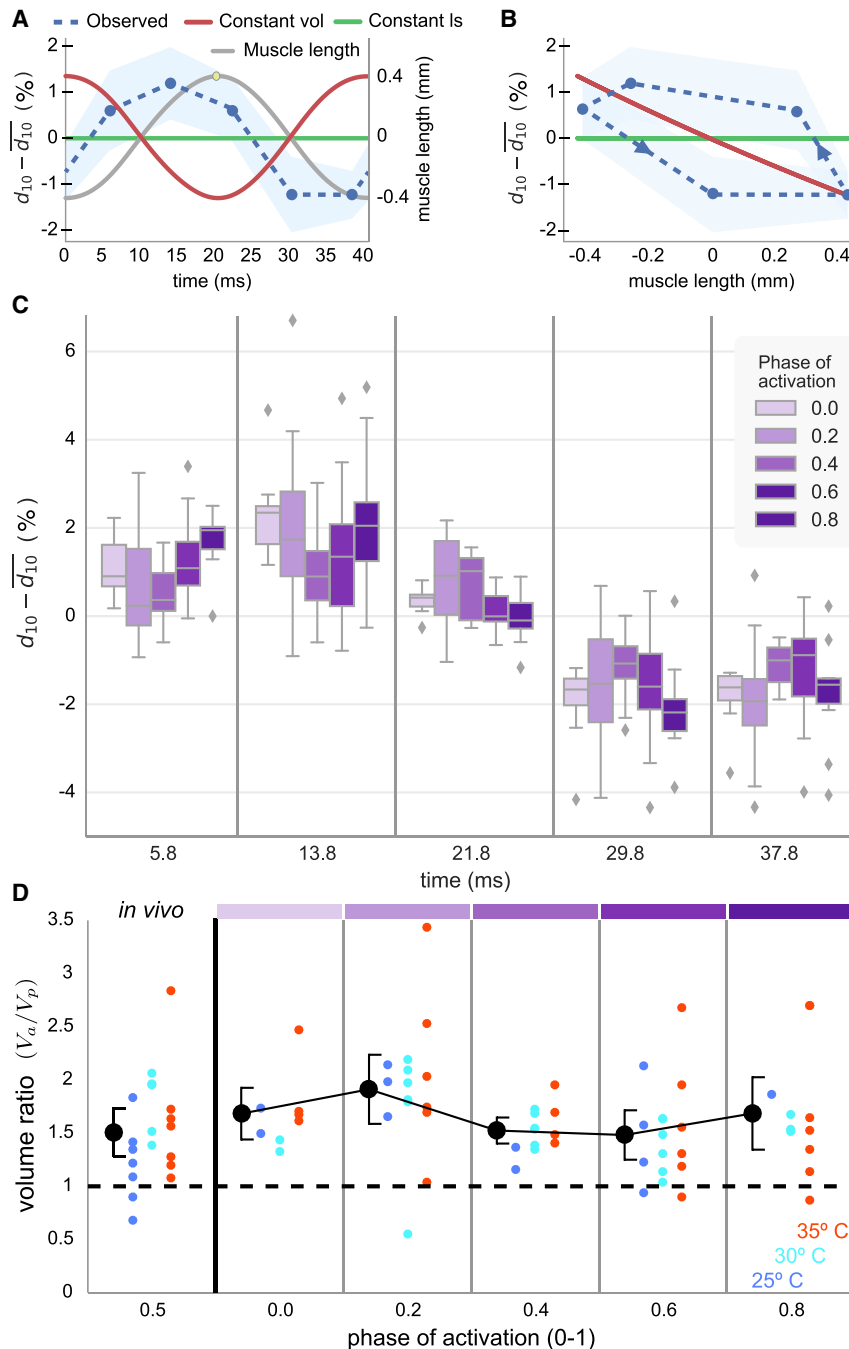 A
B
Observed
Constant vol
Constant ls
Muscle length
d10 − d10 (%)
2
1
0
-1
-2
0.4
0
-0.4
muscle length (mm)
0 5 10 15 20 25 30 35 40
time (ms)
d10 − d10 (%)
2
1
0
-1
-2
-0.4 -0.2 0 0.2 0.4
muscle length (mm)
C
d10 − d10 (%)
6
4
2
0
-2
-4
Phase of
activation
0.0
0.2
0.4
0.6
0.8
5.8 13.8 21.8 29.8 37.8
time (ms)
D
in vivo
volume ratio (Va/Vp)
3.5
3
2.5
2
1.5
1
0.5
0
35º C
30º C
25º C
0.5 0.0 0.2 0.4 0.6 0.8
phase of activation (0-1)